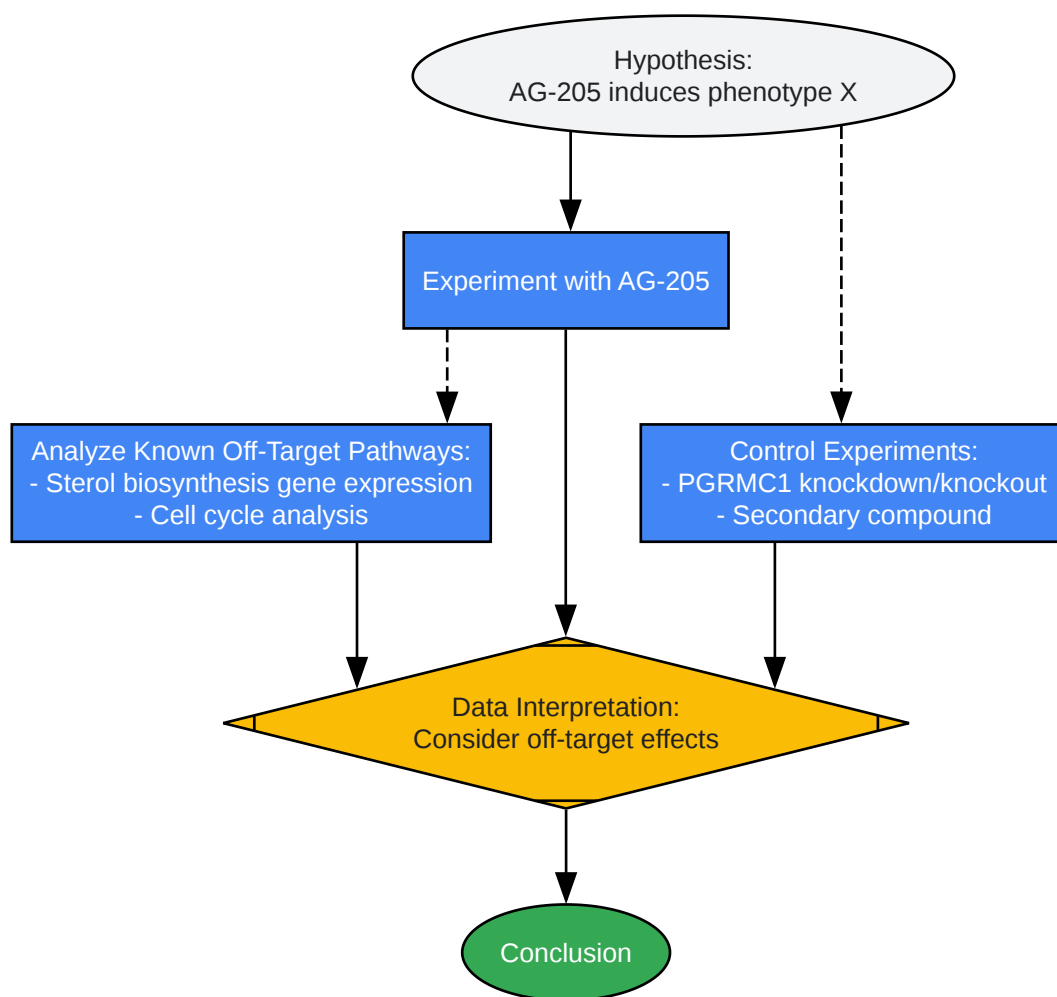 Hypothesis:
AG-205 induces phenotype X
Experiment with AG-205
Analyze Known Off-Target Pathways:
- Sterol biosynthesis gene expression
- Cell cycle analysis
Control Experiments:
- PGRMC1 knockdown/knockout
- Secondary compound
Data Interpretation:
Consider off-target effects
Conclusion